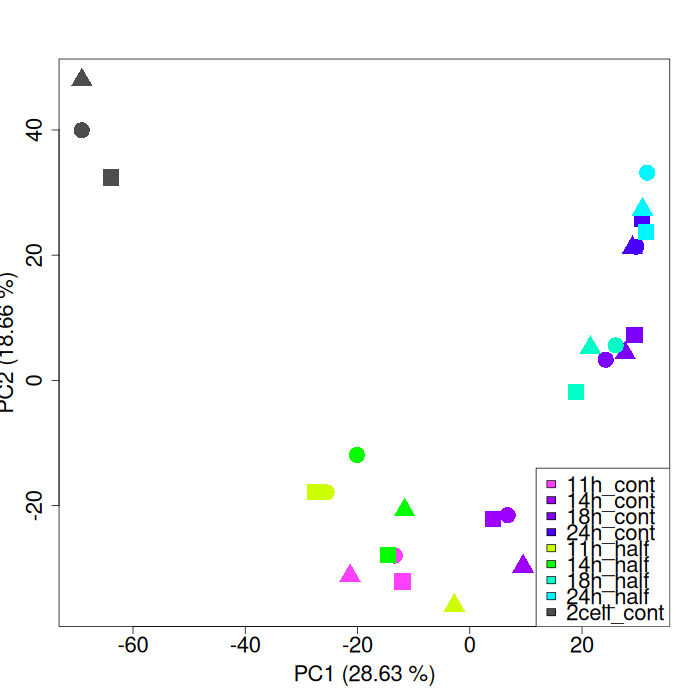 40
20
0
-20
PC2 (18.66 %)
-60
-40
-20
0
20
PC1 (28.63 %)
11h_cont
14h_cont
18h_cont
24h_cont
11h_half
14h_half
18h_half
24h_half
2cell_cont